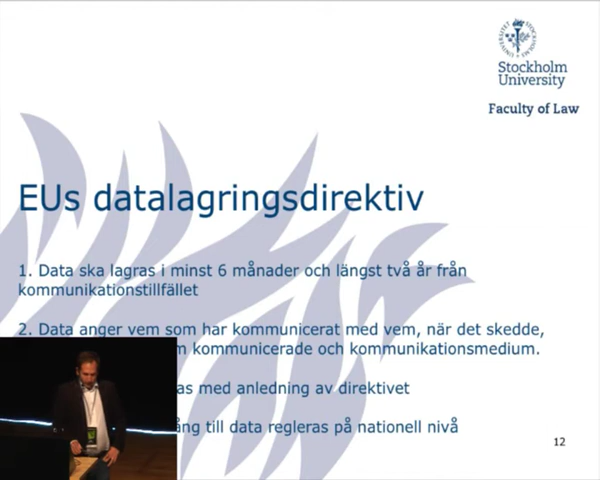 Stockholm
University
Faculty of Law
EUs datalagringsdirektiv
1. Data ska lagras i minst 6 månader och längst två år från
kommunikationstillfället
2. Data anger vem som har kommunicerat med vem, när det skedde,
kommunicerade och kommunikationsmedium.
med anledning av direktivet
till data regleras på nationell nivå
12